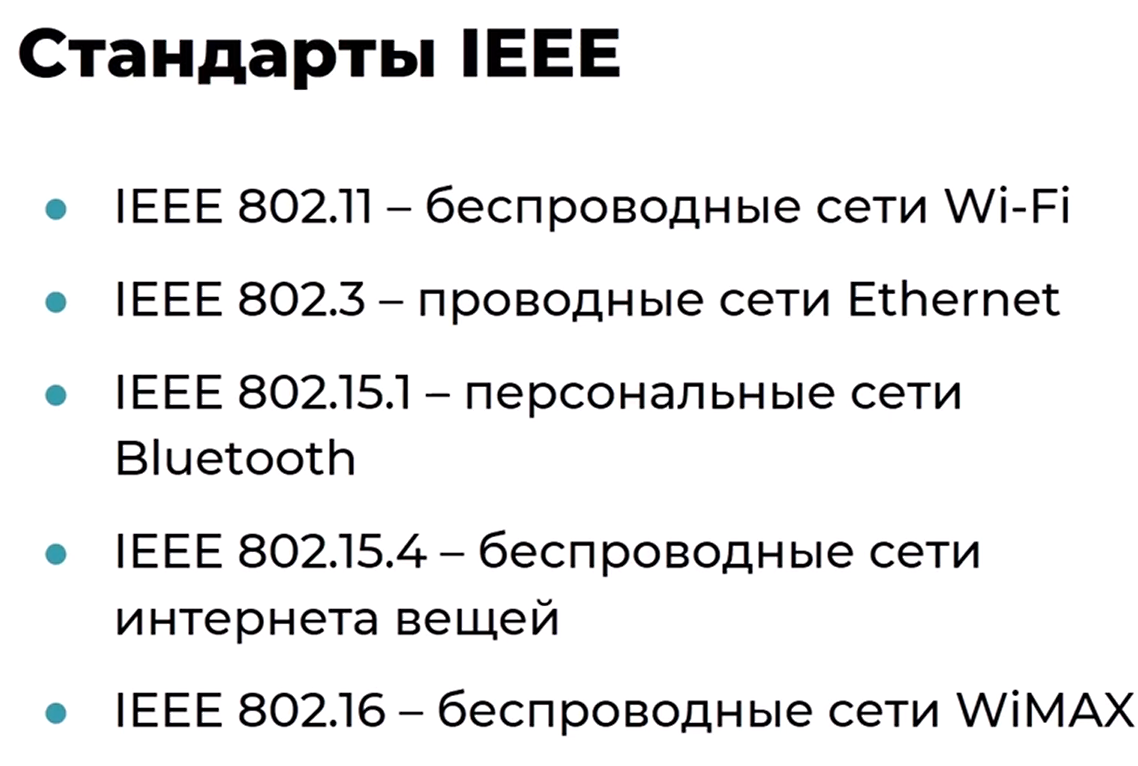 Стандарты IEEE
IEEE 802.11 – беспроводные сети Wi-Fi
IEEE 802.3 – проводные сети Ethernet
IEEE 802.15.1 – персональные сети
Bluetooth
IEEE 802.15.4 – беспроводные сети
интернета вещей
IEEE 802.16 – беспроводные сети WiMAX